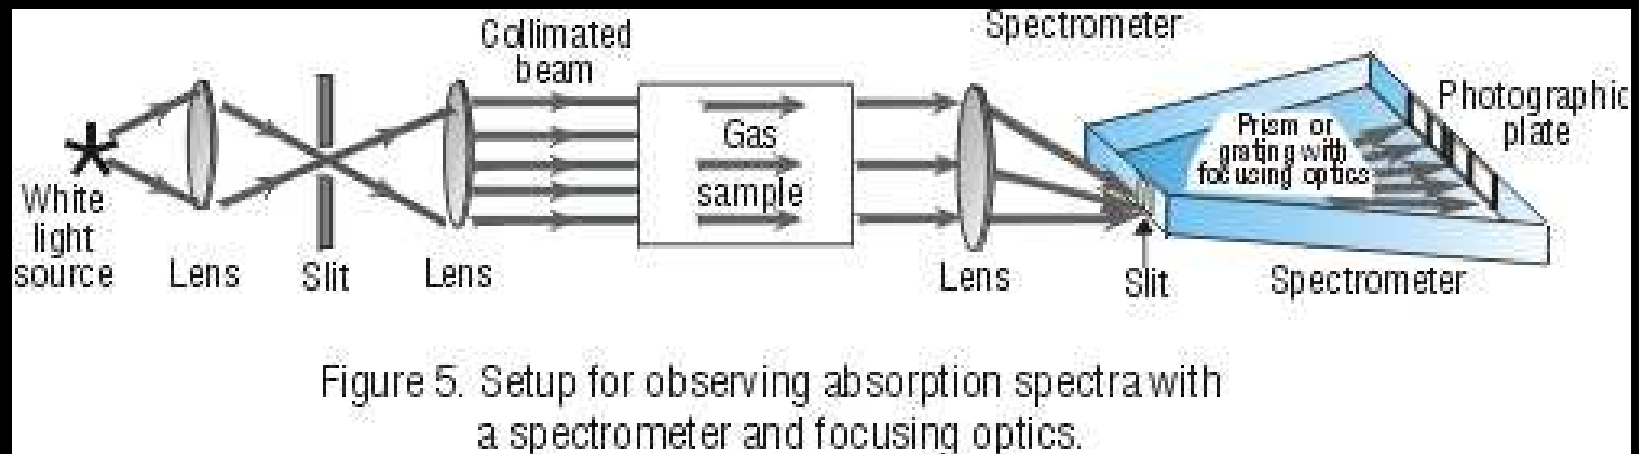 Spectrometer
Collimated
beam
Photographic
plate
Prism or
grating with
focusing optics
Gas
sample
White
light
source
Lens
Slit
Lens
Lens
Slit
Spectrometer
Figure 5. Setup for observing absorption spectra with
a spectrometer and focusing optics.